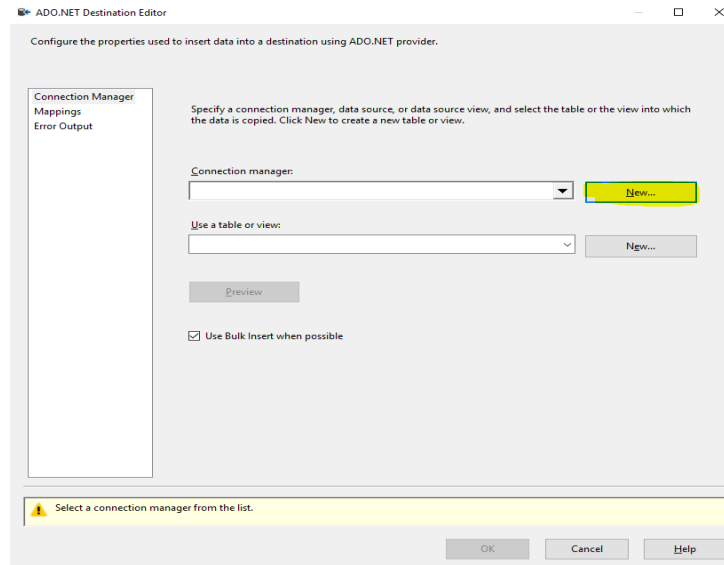 ADO.NET Destination Editor
Configure the properties used to insert data into a destination using ADO.NET provider.
Connection Manager
Mappings
Error Output
Specify a connection manager, data source, or data source view, and select the table or the view into which
the data is copied. Click New to create a new table or view.
Connection manager:
New...
Use a table or view:
New...
Preview
Use Bulk Insert when possible
Select a connection manager from the list.
OK
Cancel
Help